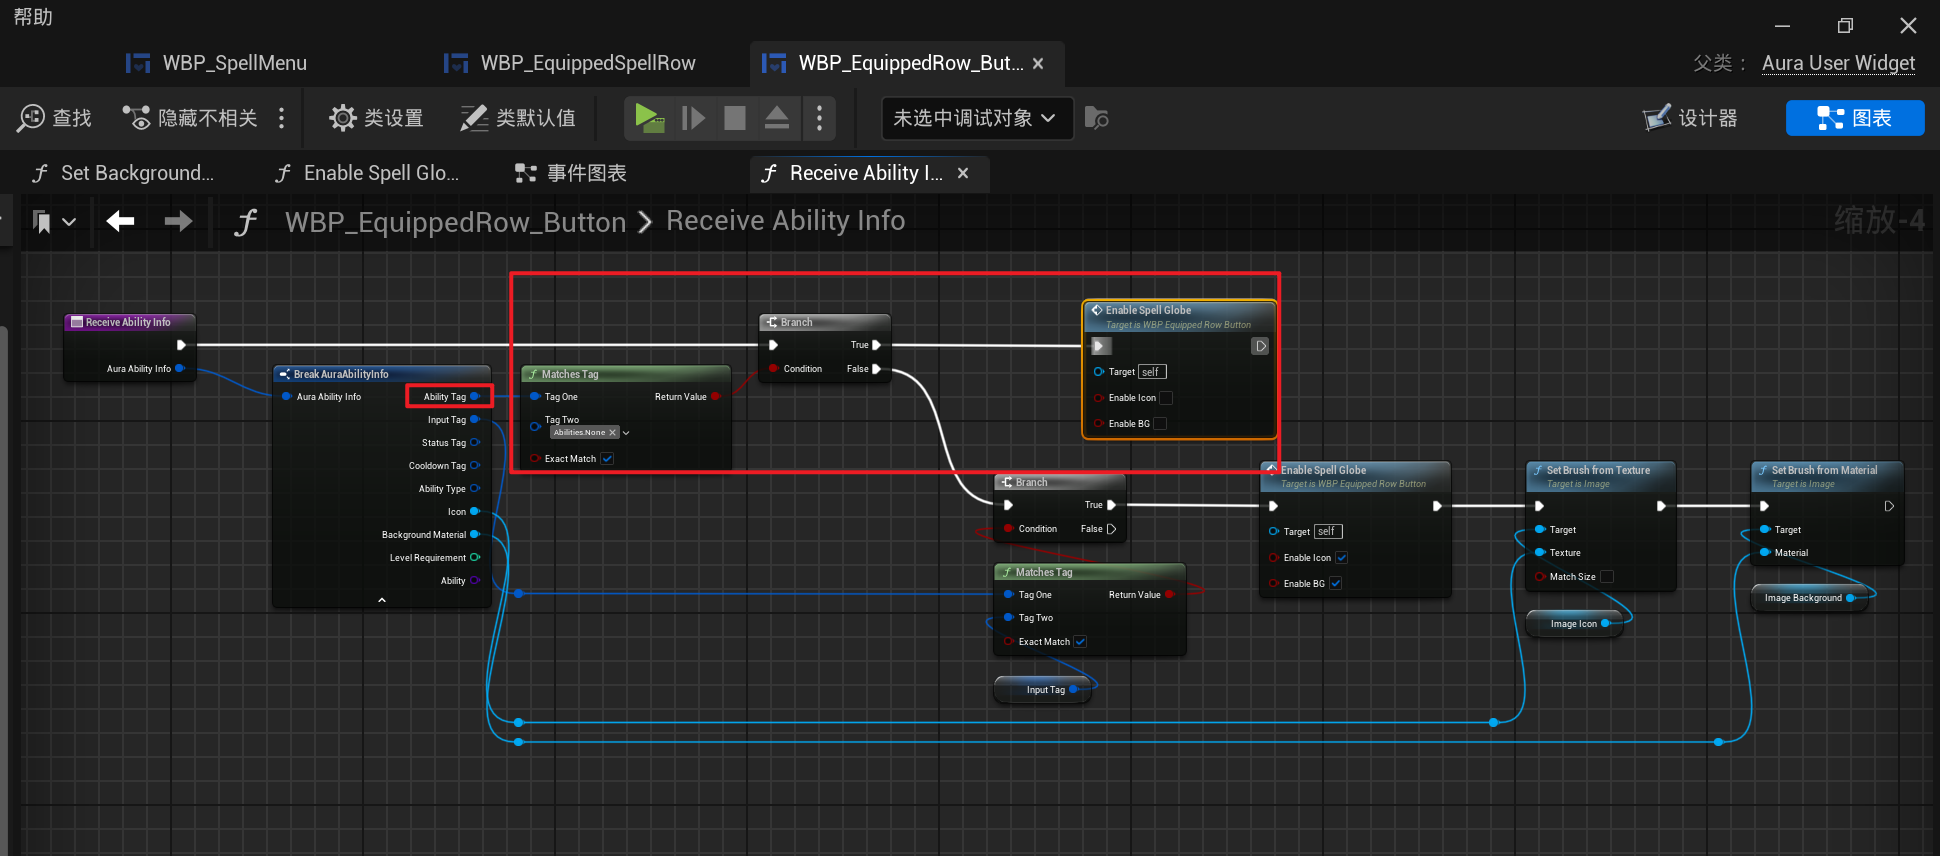 帮助
WBP_SpellMenu
WBP_EquippedSpellRow
WBP_EquippedRow_But...
父类：
Aura User Widget
查找
隐藏不相关
类设置
类默认值
未选中调试对象
设计器
图表
Set Background...
Enable Spell Glo...
事件图表
Receive Ability I...
WBP_EquippedRow_Button
Receive Ability Info
缩放-4
Receive Ability Info
Aura Ability Info
Break AuraAbilityInfo
Aura Ability Info
Ability Tag
Input Tag
Status Tag
Cooldown Tag
Ability Type
Icon
Background Material
Level Requirement
Ability
Matches Tag
Tag One
Return Value
Tag Two
Abilities.None
Exact Match
Branch
True
Condition
False
Enable Spell Globe
Target is WBP Equipped Row Button
Target
self
Enable Icon
Enable BG
Branch
True
Condition
False
Matches Tag
Tag One
Return Value
Tag Two
Exact Match
Input Tag
Enable Spell Globe
Target is WBP Equipped Row Button
Target
self
Enable Icon
Enable BG
Set Brush from Texture
Target is Image
Target
Texture
Match Size
Image Icon
Set Brush from Material
Target is Image
Target
Material
Image Background